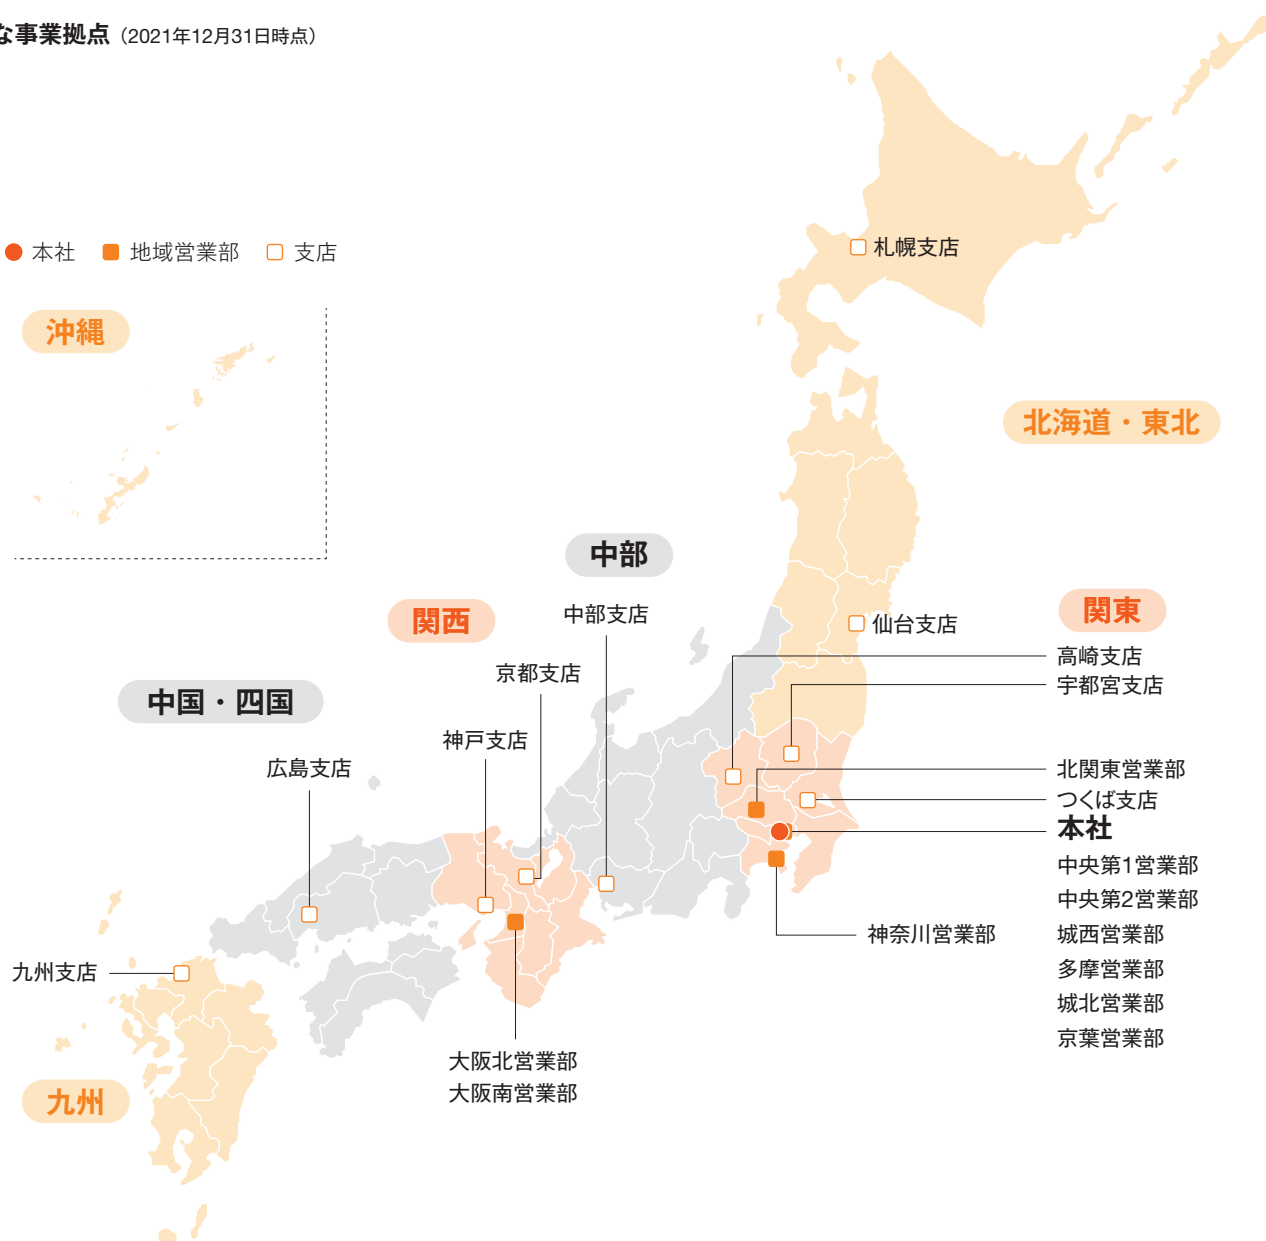 な事業拠点（2021年12月31日時点）
本社 地域営業部 支店
沖縄
札幌支店
北海道・東北
中部
関西
中部支店
関東
仙台支店
高崎支店
京都支店
宇都宮支店
中国・四国
神戸支店
広島支店
北関東営業部
つくば支店
本社
中央第1営業部
中央第2営業部
神奈川営業部
城西営業部
九州支店
多摩営業部
城北営業部
京葉営業部
大阪北営業部
大阪南営業部
九州